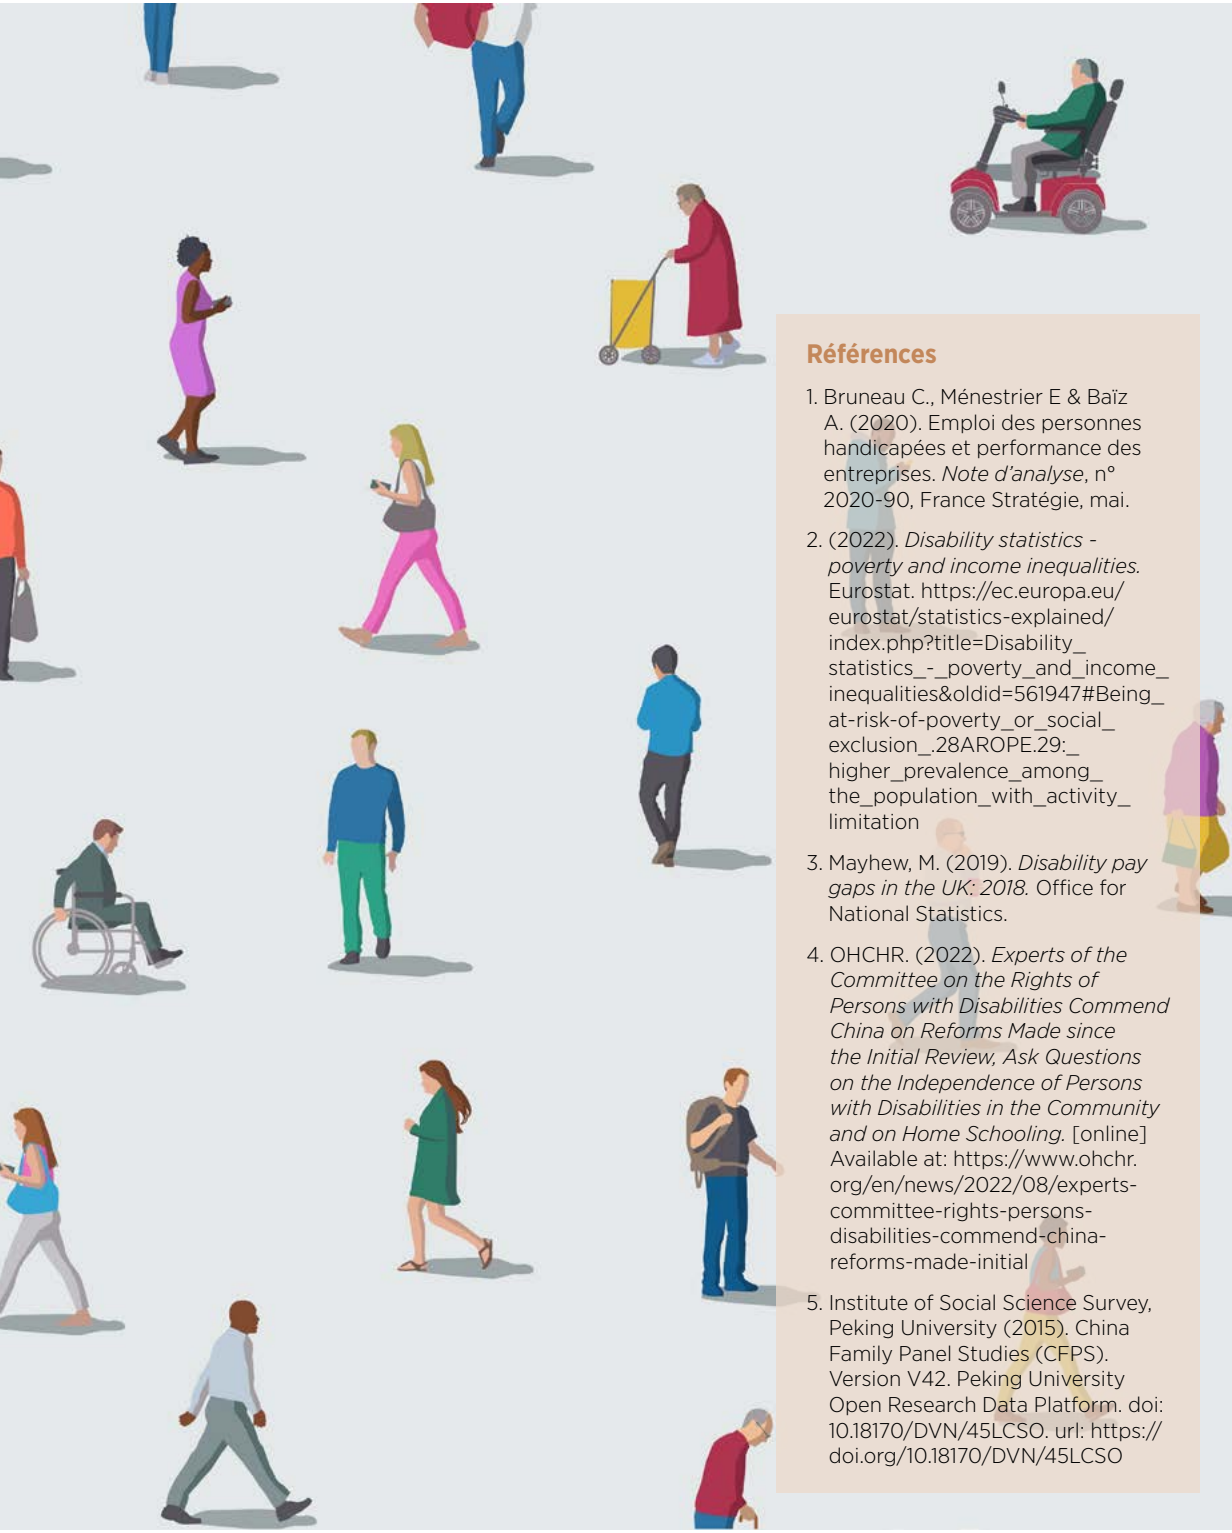 Références
1. Bruneau C., Ménestrier E & Baïz
A. (2020). Emploi des personnes
handicapées et performance des
entreprises. Note d'analyse, n°
2020-90, France Stratégie, mai.
2. (2022). Disability statistics -
poverty and income inequalities.
Eurostat. https://ec.europa.eu/
eurostat/statistics-explained/
index.php?title=Disability_
statistics_-_poverty_and_income_
inequalities&oldid=561947#Being_
at-risk-of-poverty_or_social_
exclusion_.28AROPE.29:_
higher_prevalence_among_
the_population_with_activity_
limitation
3. Mayhew, M. (2019). Disability pay
gaps in the UK: 2018. Office for
National Statistics.
4. OHCHR. (2022). Experts of the
Committee on the Rights of
Persons with Disabilities Commend
China on Reforms Made since
the Initial Review, Ask Questions
on the Independence of Persons
with Disabilities in the Community
and on Home Schooling. [online]
Available at: https://www.ohchr.
org/en/news/2022/08/experts-
committee-rights-persons-
disabilities-commend-china-
reforms-made-initial
5. Institute of Social Science Survey,
Peking University (2015). China
Family Panel Studies (CFPS).
Version V42. Peking University
Open Research Data Platform. doi:
10.18170/DVN/45LCSO. url: https://
doi.org/10.18170/DVN/45LCSO